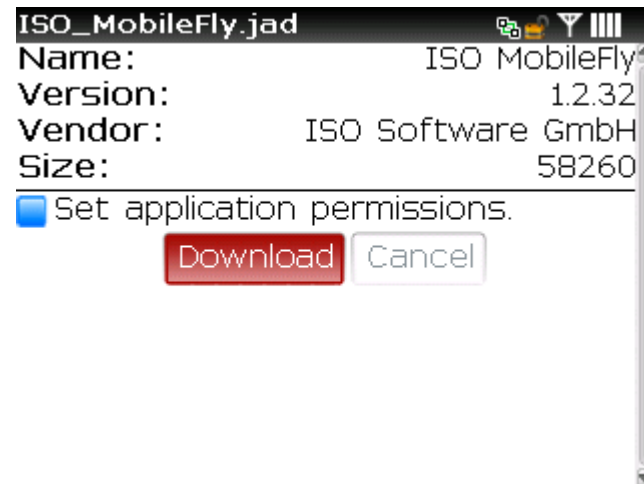 ISO_MobileFly.jad
Name: ISO MobileFly
Version: 1.2.32
Vendor: ISO Software GmbH
Size: 58260
Set application permissions.
Download Cancel